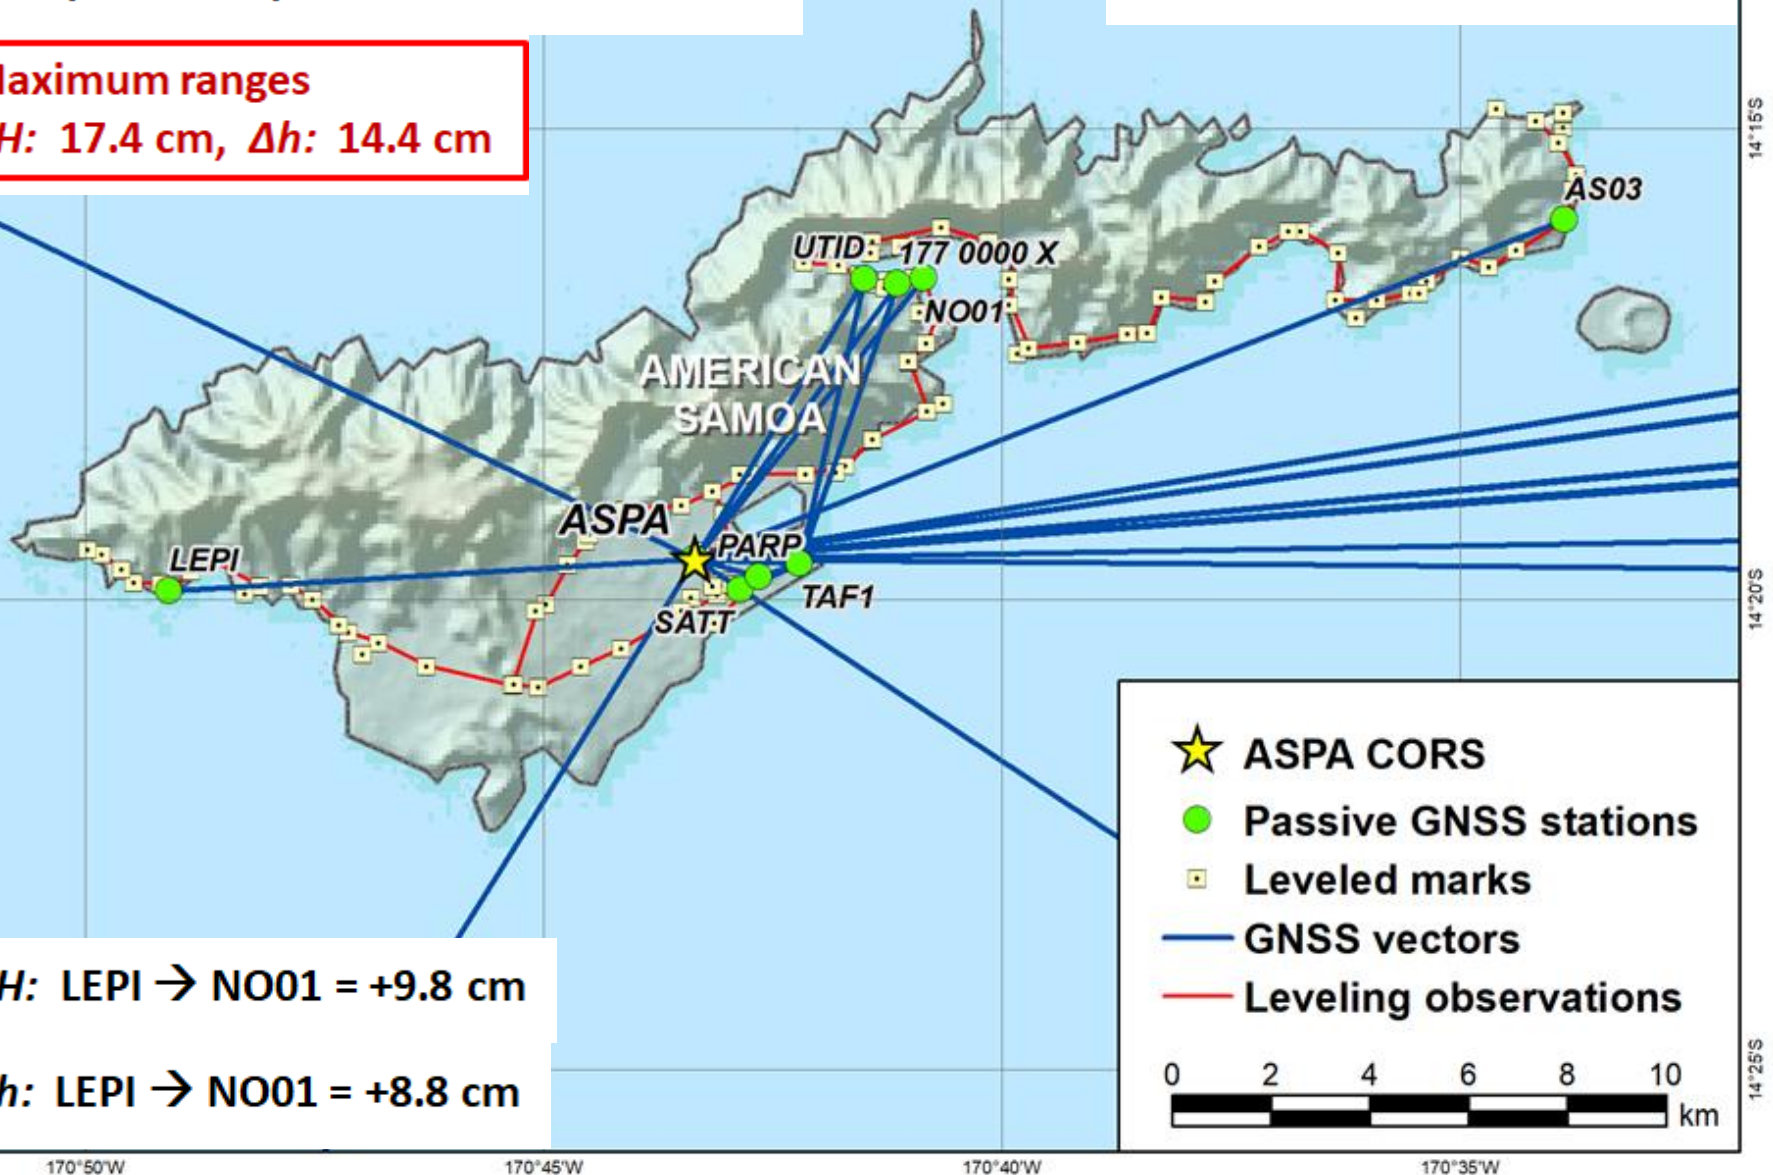 Maximum ranges
H: 17.4 cm, Δh: 14.4 cm
14°15'S
AS03
UTID
177 0000 X
NO01
AMERICAN
SAMOA
ASPA
PARP
LEPI
TAF1
SATT
14°20'S
ASPA CORS
Passive GNSS stations
Leveled marks
GNSS vectors
Leveling observations
0 2 4 6 8 10
km
14°25'S
H: LEPI → NO01 = +9.8 cm
h: LEPI → NO01 = +8.8 cm
170°50'W 170°45'W 170°40'W 170°35'W